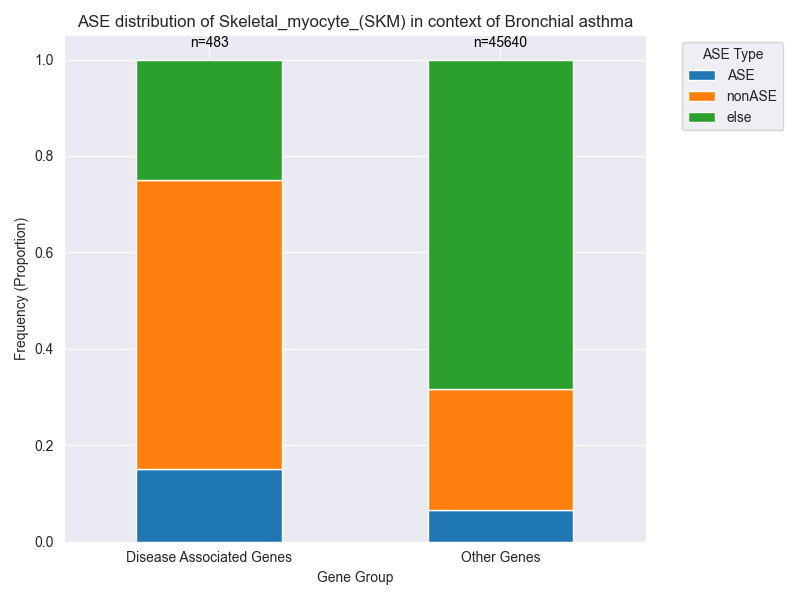 ASE distribution of Skeletal_myocyte_(SKM) in context of Bronchial asthma
n=483
n=45640
ASE Type
ASE
nonASE
else
1.0
0.8
0.6
0.4
0.2
0.0
Frequency (Proportion)
Disease Associated Genes
Other Genes
Gene Group